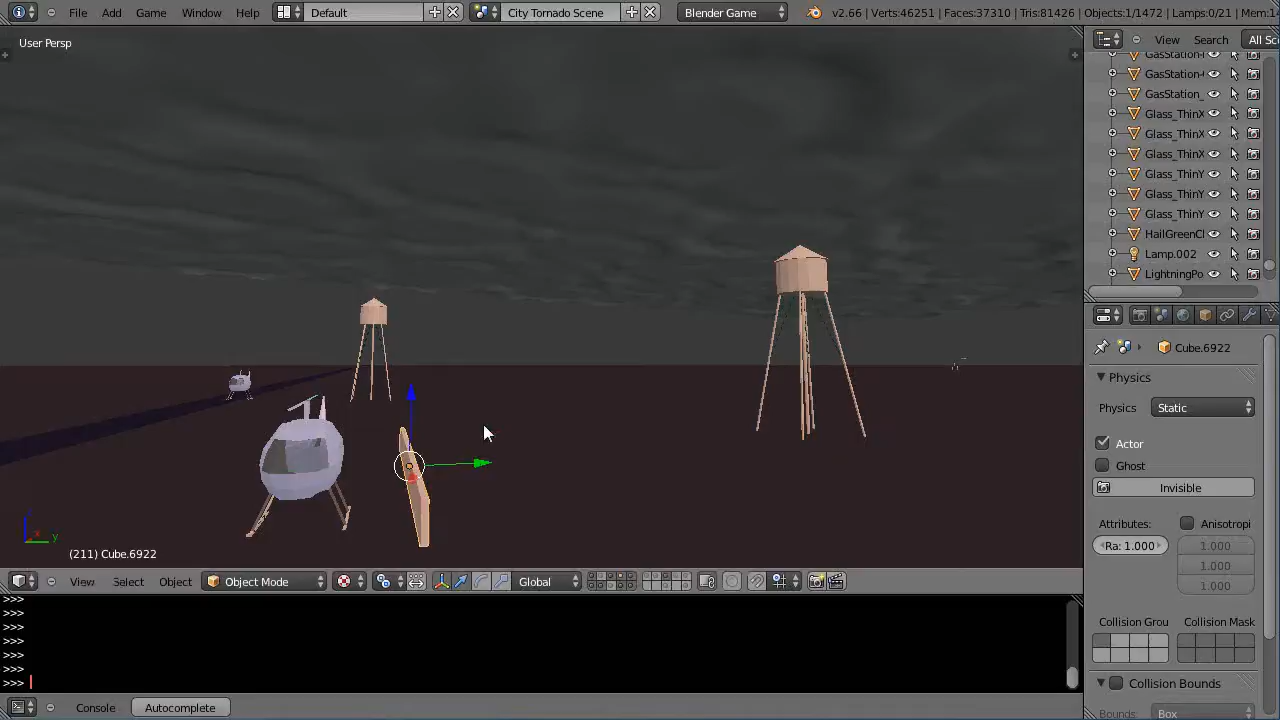 File Add Game Window Help Default City Tornado Scene Blender Game v2.66 | Verts:46251 | Faces:37310 | Tris:81426 | Objects:1/1472 | Lamps:0/21 | Mem:
User Persp
View Search All Sc
GasStation-
GasStation_
Glass_ThinX
Glass_ThinX
Glass_ThinX
Glass_ThinY
Glass_ThinY
Glass_ThinY
HailGreenCl
Lamp.002
LightningPo
Cube.6922
Physics
Physics Static
Actor
Ghost
Invisible
Attributes: Anisotropi
Ra: 1.000 1.000
1.000
1.000
Collision Grou Collision Mask
Collision Bounds
Bounds: Box
z
x y
(211) Cube.6922
View Select Object Object Mode Global
>>>
>>>
>>>
>>>
>>>
>>>
>>>
Console Autocomplete